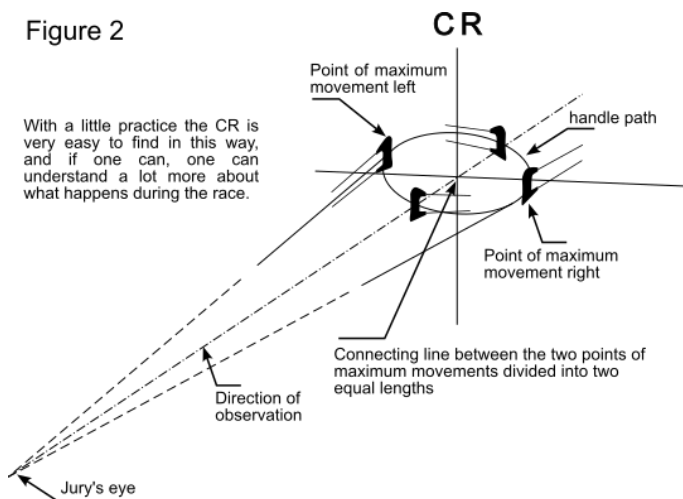 Figure 2
CR
Point of maximum
movement left
With a little practice the CR is
very easy to find in this way,
and if one can, one can
understand a lot more about
what happens during the race.
handle path
Point of maximum
movement right
Connecting line between the two points of
maximum movements divided into two
equal lengths
Direction of
observation
Jury's eye